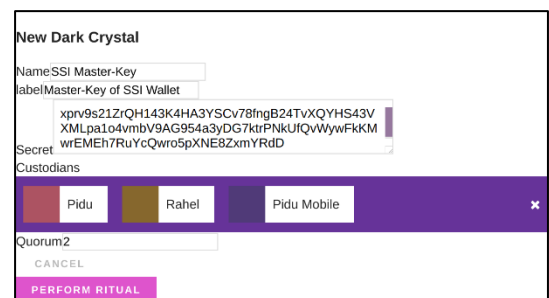 New Dark Crystal
Name SSI Master-Key
label Master-Key of SSI Wallet
xprv9s21ZrQH143K4HA3YSCv78fngB24TvXQYHS43V
XMLpa1o4vmbV9AG954a3yDG7ktrPNkUfQvWywFkKM
wrEMEh7RuYcQwro5pXNE8ZxmYRdD
Secret
Custodians
Pidu Rahel Pidu Mobile ×
Quorum 2
CANCEL
PERFORM RITUAL